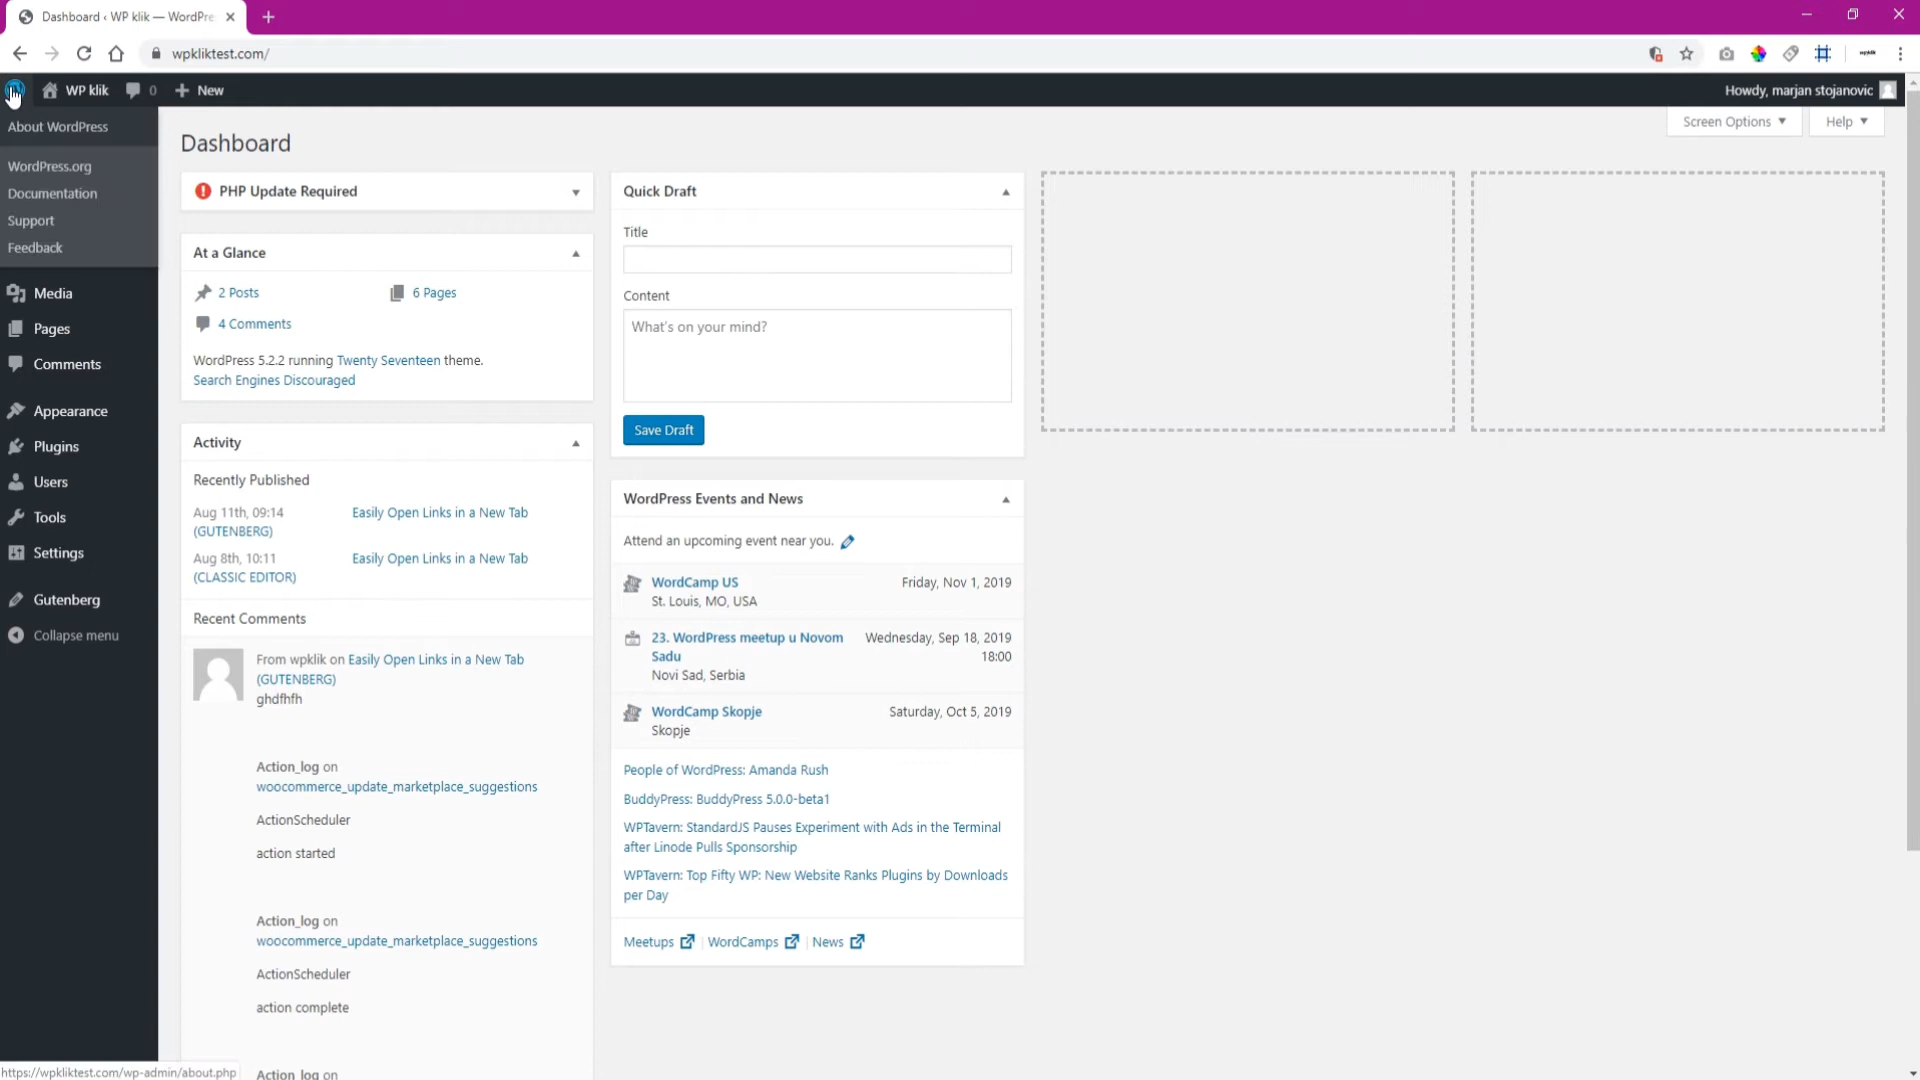 Dashboard ‹ WP klik — WordPre
wpkliktest.com/
WP klik
0
New
Howdy, marjan stojanovic
About WordPress
WordPress.org
Documentation
Support
Feedback
Media
Pages
Comments
Appearance
Plugins
Users
Tools
Settings
Gutenberg
Collapse menu
Screen Options
Help
Dashboard
PHP Update Required
At a Glance
2 Posts
6 Pages
4 Comments
WordPress 5.2.2 running Twenty Seventeen theme.
Search Engines Discouraged
Activity
Recently Published
Aug 11th, 09:14 Easily Open Links in a New Tab
(GUTENBERG)
Aug 8th, 10:11 Easily Open Links in a New Tab
(CLASSIC EDITOR)
Recent Comments
From wpklik on Easily Open Links in a New Tab
(GUTENBERG)
ghdfhfh
Action_log on
woocommerce_update_marketplace_suggestions
ActionScheduler
action started
Action_log on
woocommerce_update_marketplace_suggestions
ActionScheduler
action complete
Action_log on
Quick Draft
Title
Content
What's on your mind?
Save Draft
WordPress Events and News
Attend an upcoming event near you.
WordCamp US Friday, Nov 1, 2019
St. Louis, MO, USA
23. WordPress meetup u Novom Wednesday, Sep 18, 2019
Sadu 18:00
Novi Sad, Serbia
WordCamp Skopje Saturday, Oct 5, 2019
Skopje
People of WordPress: Amanda Rush
BuddyPress: BuddyPress 5.0.0-beta1
WPTavern: StandardJS Pauses Experiment with Ads in the Terminal
after Linode Pulls Sponsorship
WPTavern: Top Fifty WP: New Website Ranks Plugins by Downloads
per Day
Meetups | WordCamps | News
https://wpkliktest.com/wp-admin/about.php